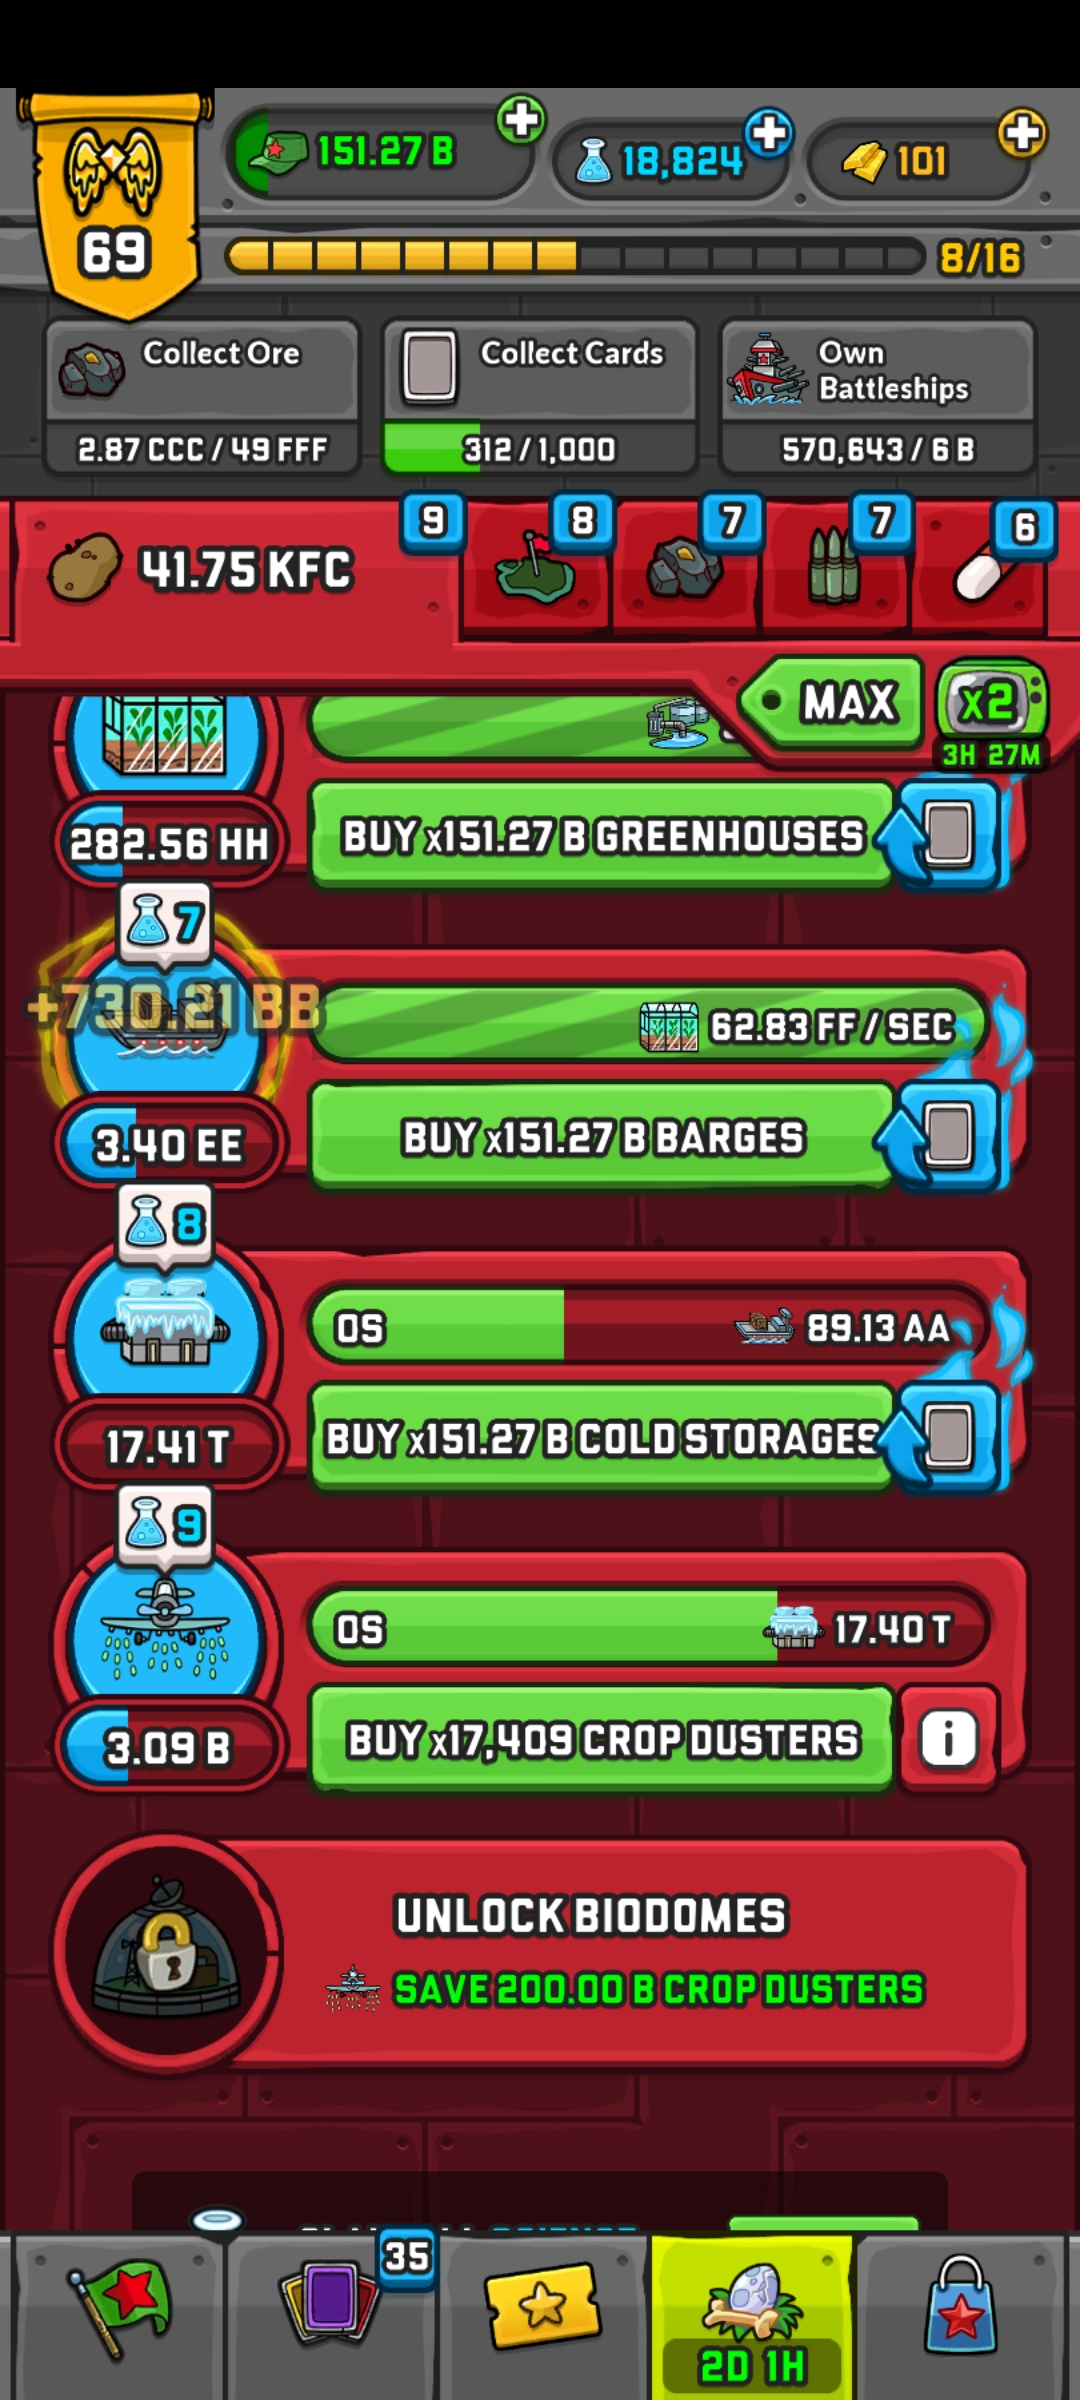 69
151.27 B
18,824
101
8/16
Collect Ore
2.87 CCC / 49 FFF
Collect Cards
312 / 1,000
Own
Battleships
570,643 / 6 B
41.75 KFC
9
8
7
7
6
MAX
x2
3H 27M
282.56 HH
BUY x151.27 B GREENHOUSES
7
+730.21 BB
62.83 FF / SEC
3.40 EE
BUY x151.27 B BARGES
8
0S
89.13 AA
17.41 T
BUY x151.27 B COLD STORAGES
9
0S
17.40 T
3.09 B
BUY x17,409 CROP DUSTERS
i
UNLOCK BIODOMES
SAVE 200.00 B CROP DUSTERS
35
2D 1H